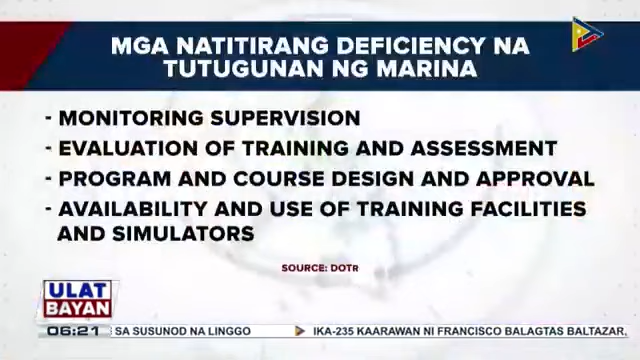 MGA NATITIRANG DEFICIENCY NA
TUTUGUNAN NG MARINA
- MONITORING SUPERVISION
- EVALUATION OF TRAINING AND ASSESSMENT
- PROGRAM AND COURSE DESIGN AND APPROVAL
- AVAILABILITY AND USE OF TRAINING FACILITIES
AND SIMULATORS
SOURCE: DOTR
ULAT
BAYAN
06:21 SA SUSUNOD NA LINGGO IKA-235 KAARAWAN NI FRANCISCO BALAGTAS BALTAZAR,